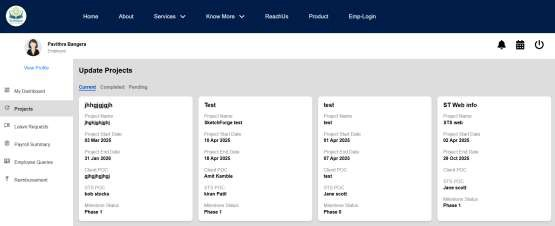 Home About Services Know More ReachUs Product Emp-Login
Pavithra Bangera
Employee
View Profile
My Dashboard
Projects
Leave Requests
Payroll Summary
Employee Queries
Reimbursement
Update Projects
Current Completed Pending
jhhgjgjgjh
Project Name
jhghjghjghj
Project Start Date
03 Mar 2025
Project End Date
31 Jan 2026
Client POC
gjhgjhgjhgj
STS POC
bob stocks
Milestone Status
Phase 1
Test
Project Name
SketchForge test
Project Start Date
10 Apr 2025
Project End Date
18 Apr 2025
Client POC
Amit Kamble
STS POC
kiran Patil
Milestone Status
Phase 1
test
Project Name
test
Project Start Date
01 Apr 2025
Project End Date
07 Apr 2025
Client POC
test
STS POC
Jane scott
Milestone Status
Phase 0
ST Web info
Project Name
STS web
Project Start Date
02 Apr 2025
Project End Date
29 Oct 2025
Client POC
STS POC
Jane scott
Milestone Status
Phase 1